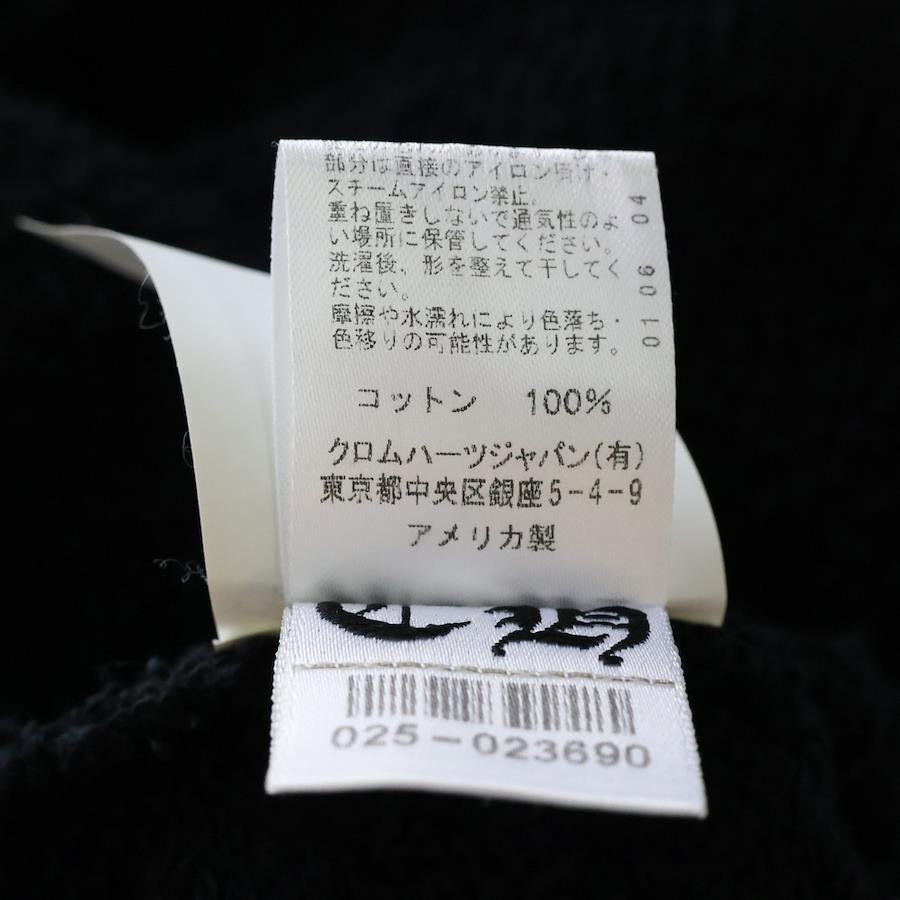 部分は直接のアイロン掛け・
スチームアイロン禁止。
重ね置きしないで通気性のよ
い場所に保管してください。
洗濯後、形を整えて干してく
ださい。
摩擦や水濡れにより色落ち・
色移りの可能性があります。
コットン 100%
クロムハーツジャパン(有)
東京都中央区銀座5-4-9
アメリカ製
01 06 04
025-023690